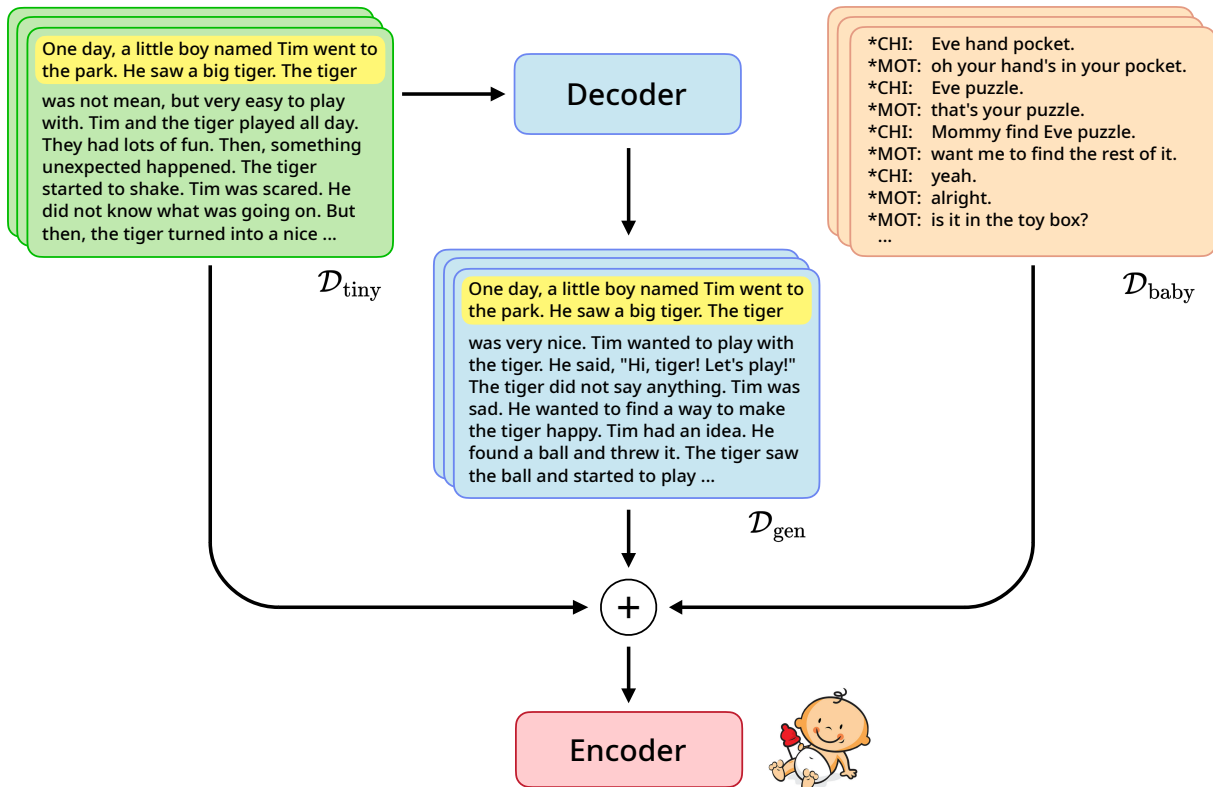 One day, a little boy named Tim went to
the park. He saw a big tiger. The tiger
was not mean, but very easy to play
with. Tim and the tiger played all day.
They had lots of fun. Then, something
unexpected happened. The tiger
started to shake. Tim was scared. He
did not know what was going on. But
then, the tiger turned into a nice ...
𝒟tiny
Decoder
*CHI: Eve hand pocket.
*MOT: oh your hand's in your pocket.
*CHI: Eve puzzle.
*MOT: that's your puzzle.
*CHI: Mommy find Eve puzzle.
*MOT: want me to find the rest of it.
*CHI: yeah.
*MOT: alright.
*MOT: is it in the toy box?
...
𝒟baby
One day, a little boy named Tim went to
the park. He saw a big tiger. The tiger
was very nice. Tim wanted to play with
the tiger. He said, "Hi, tiger! Let's play!"
The tiger did not say anything. Tim was
sad. He wanted to find a way to make
the tiger happy. Tim had an idea. He
found a ball and threw it. The tiger saw
the ball and started to play ...
𝒟gen
+
Encoder